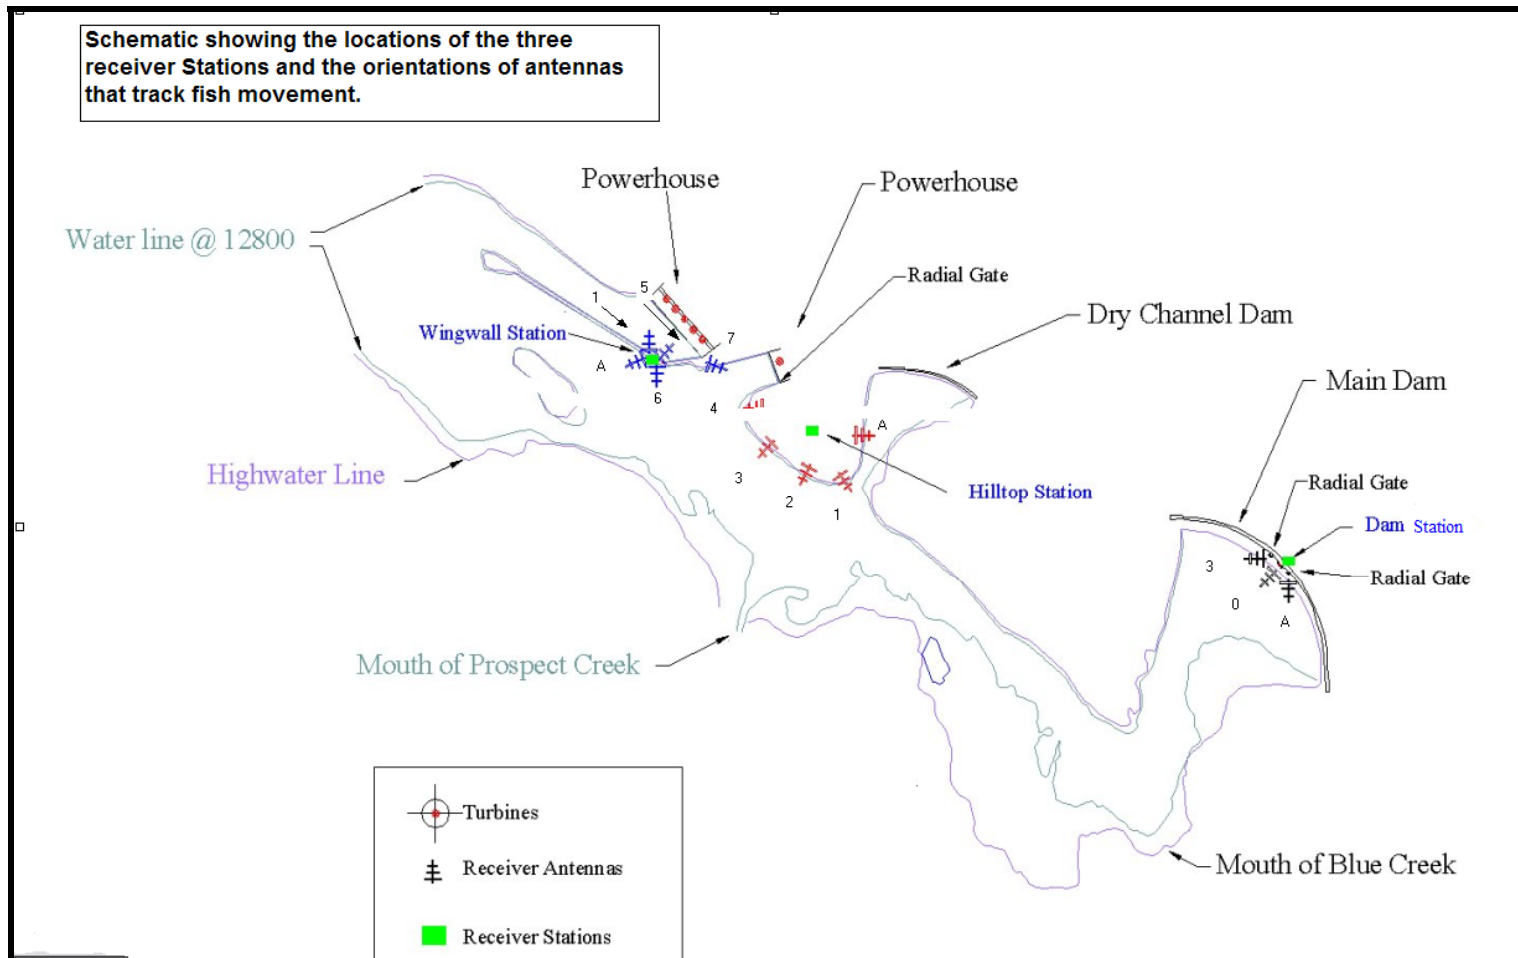 Schematic showing the locations of the three
receiver Stations and the orientations of antennas
that track fish movement.
Powerhouse
Powerhouse
Water line @ 12800
Radial Gate
5
1
Dry Channel Dam
Wingwall Station
7
A
6
4
Main Dam
A
Highwater Line
3
2
1
Hilltop Station
Radial Gate
Dam Station
3
Radial Gate
0
A
Mouth of Prospect Creek
Turbines
Receiver Antennas
Mouth of Blue Creek
Receiver Stations